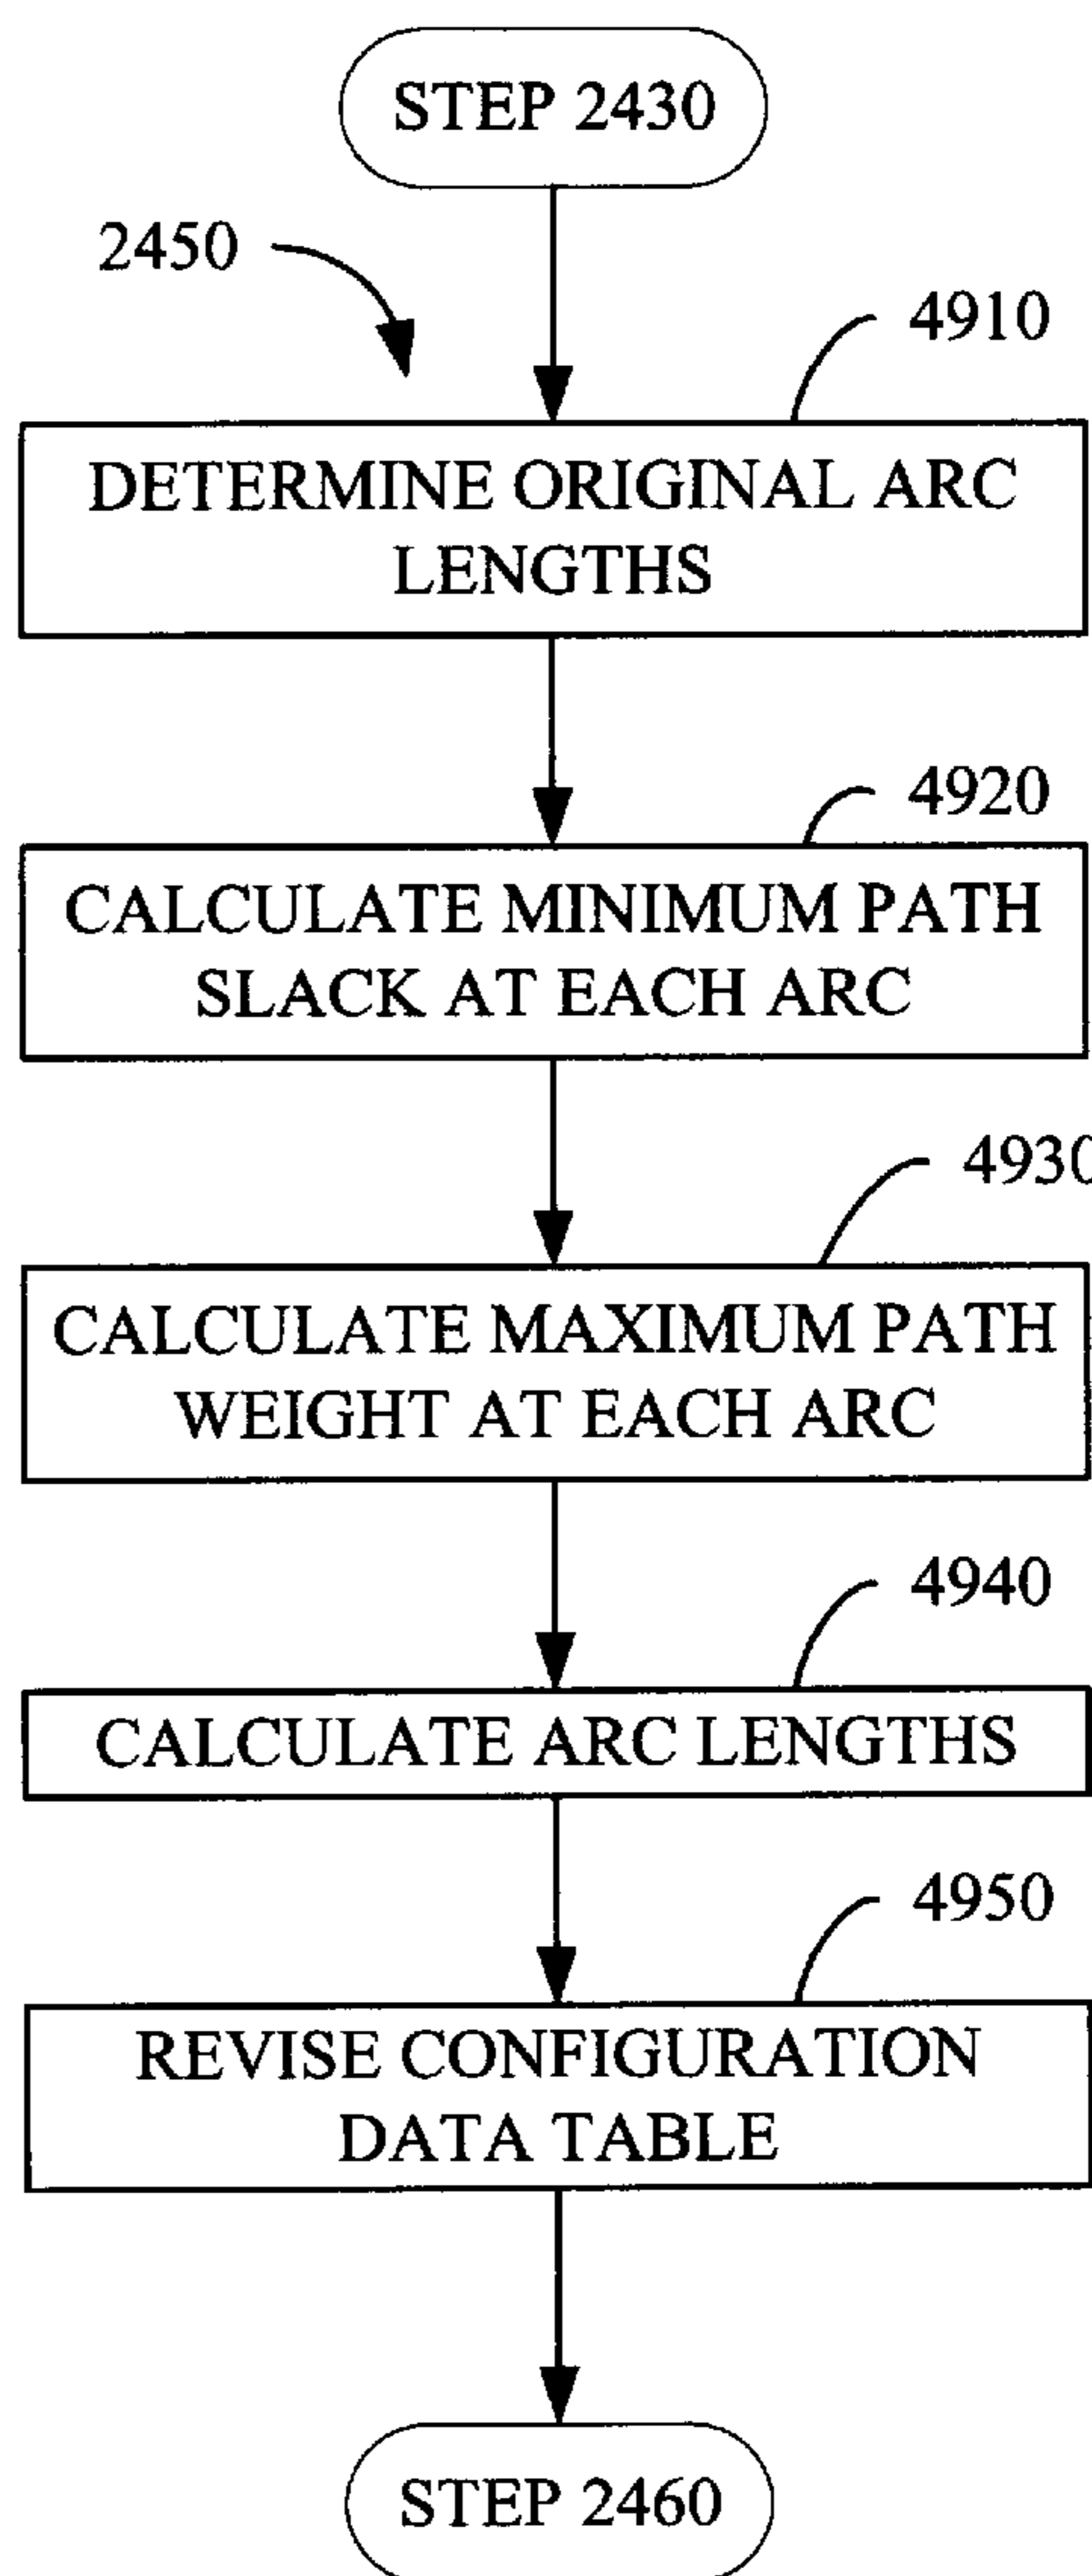 STEP 2430
2450
4910
DETERMINE ORIGINAL ARC
LENGTHS
4920
CALCULATE MINIMUM PATH
SLACK AT EACH ARC
4930
CALCULATE MAXIMUM PATH
WEIGHT AT EACH ARC
4940
CALCULATE ARC LENGTHS
4950
REVISE CONFIGURATION
DATA TABLE
STEP 2460